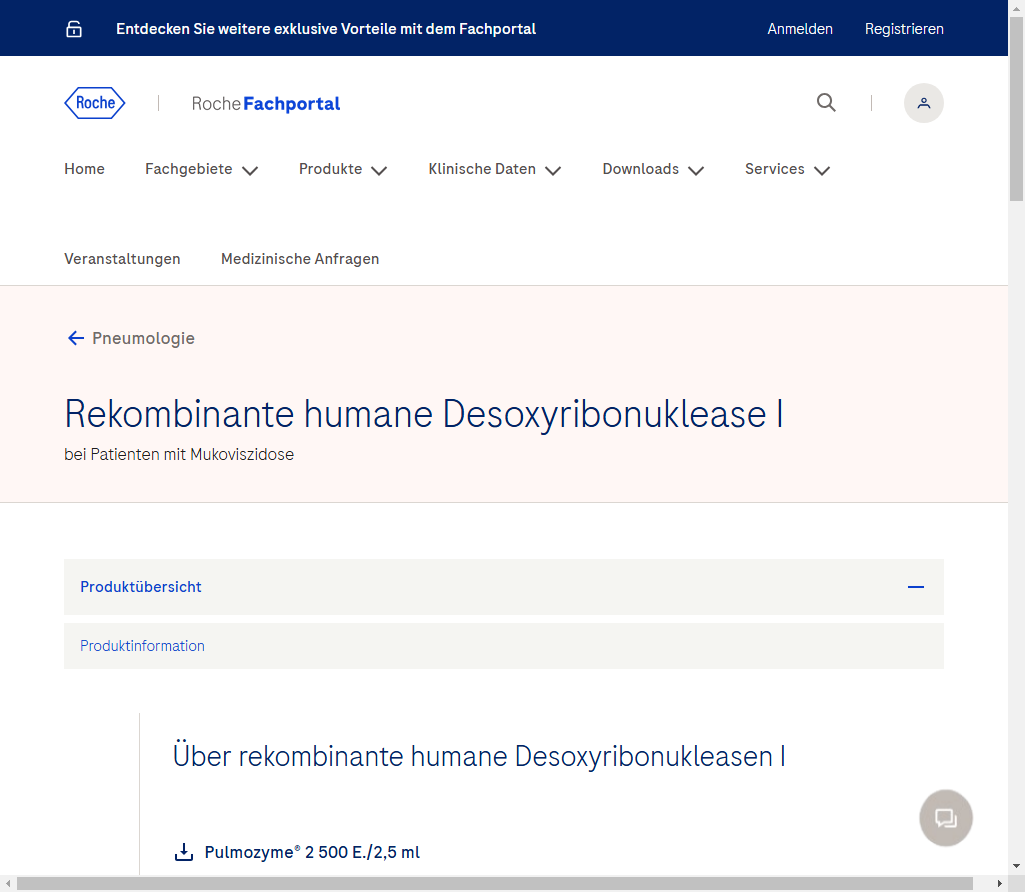 Entdecken Sie weitere exklusive Vorteile mit dem Fachportal
Anmelden
Registrieren
Roche
Roche Fachportal
Home
Fachgebiete
Produkte
Klinische Daten
Downloads
Services
Veranstaltungen
Medizinische Anfragen
Pneumologie
Rekombinante humane Desoxyribonuklease I
bei Patienten mit Mukoviszidose
Produktübersicht
Produktinformation
Über rekombinante humane Desoxyribonukleasen I
Pulmozyme® 2 500 E./2,5 ml